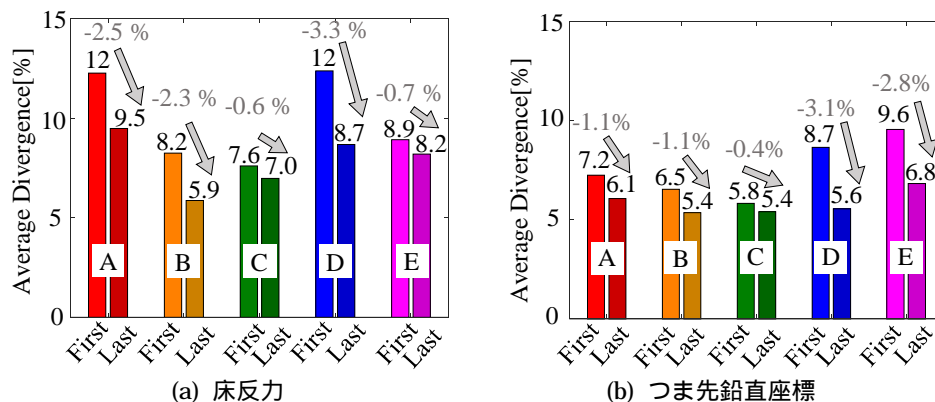 15
10
5
0
Average Divergence[%]
-2.5 %
-2.3 %
-0.6 %
-3.3 %
-0.7 %
12
9.5
8.2
5.9
7.6
7.0
12
8.7
8.9
8.2
A
B
C
D
E
First Last First Last First Last First Last First Last
(a) 床反力
15
10
5
0
Average Divergence[%]
-1.1%
-1.1%
-0.4%
-3.1%
-2.8%
7.2
6.1
6.5
5.4
5.8
5.4
8.7
5.6
9.6
6.8
A
B
C
D
E
First Last First Last First Last First Last First Last
(b) つま先鉛直座標